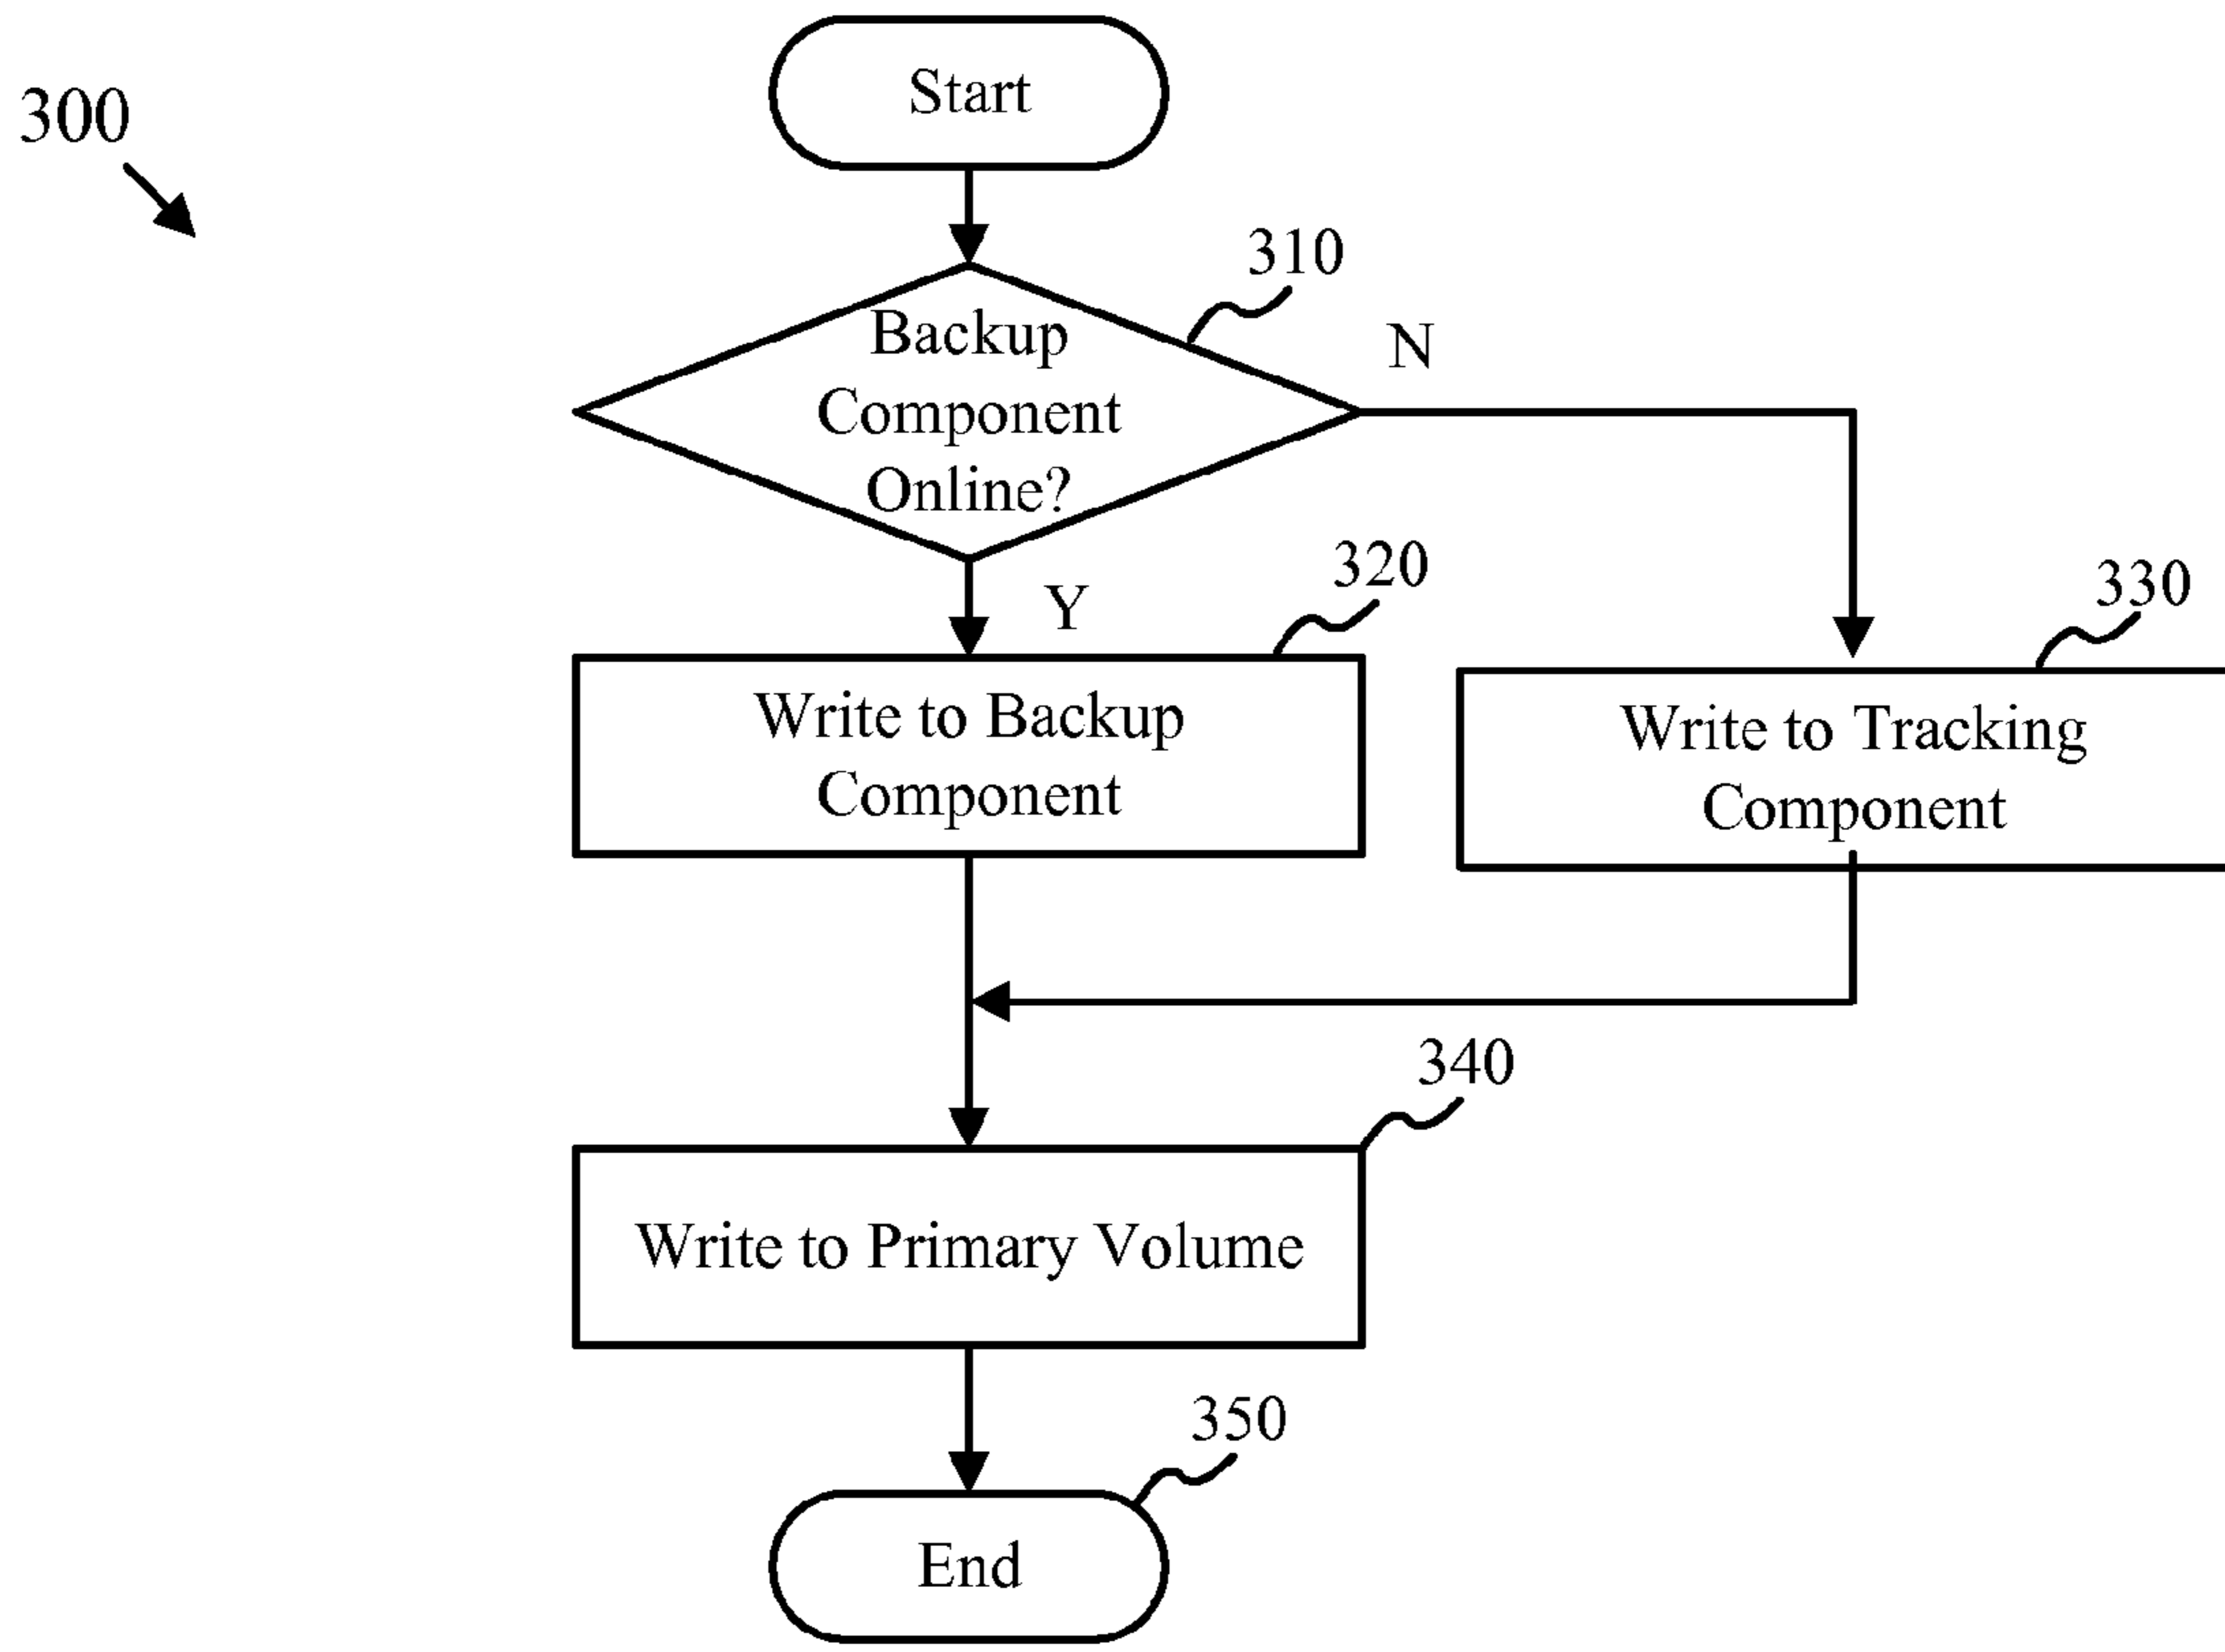 Start
300
310
Backup
Component
Online?
N
Y
320
330
Write to Backup
Component
Write to Tracking
Component
340
Write to Primary Volume
350
End